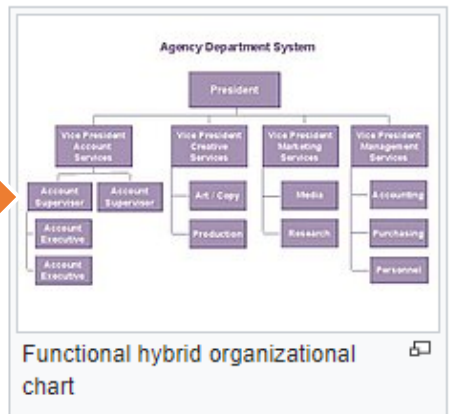 Agency Department System
President
Vice President
Account
Services
Vice President
Creative
Services
Vice President
Marketing
Services
Vice President
Management
Services
Account
Supervisor
Account
Supervisor
Art / Copy
Media
Accounting
Account
Executive
Production
Research
Purchasing
Account
Executive
Personnel
Functional hybrid organizational
chart